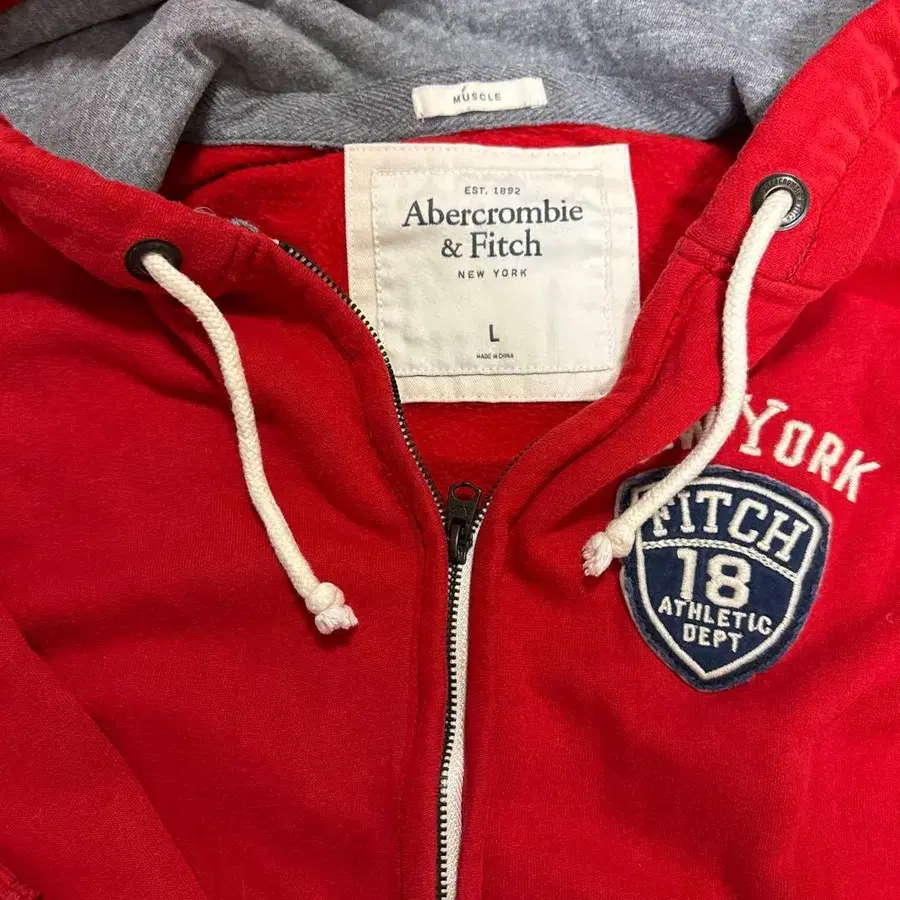 MUSCLE
EST. 1892
Abercrombie
& Fitch
NEW YORK
L
MADE IN CHINA
YORK
FITCH
18
ATHLETIC
DEPT